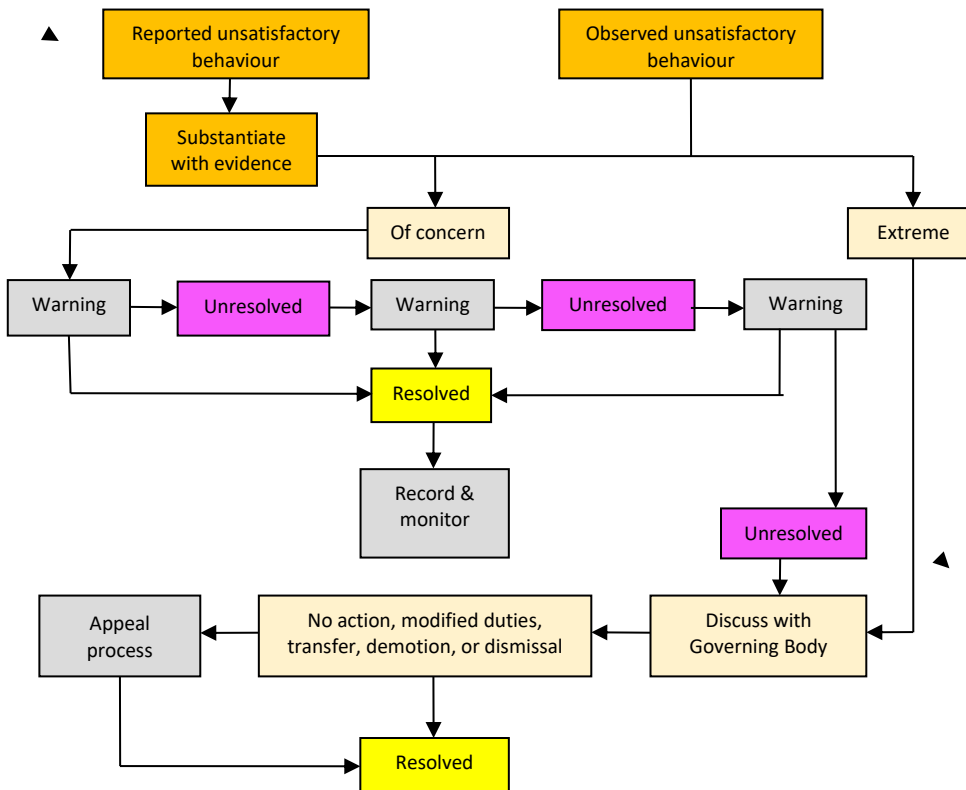 Reported unsatisfactory
behaviour
Observed unsatisfactory
behaviour
Substantiate
with evidence
Of concern
Extreme
Warning
Unresolved
Warning
Unresolved
Warning
Resolved
Record &
monitor
Unresolved
Appeal
process
No action, modified duties,
transfer, demotion, or dismissal
Discuss with
Governing Body
Resolved